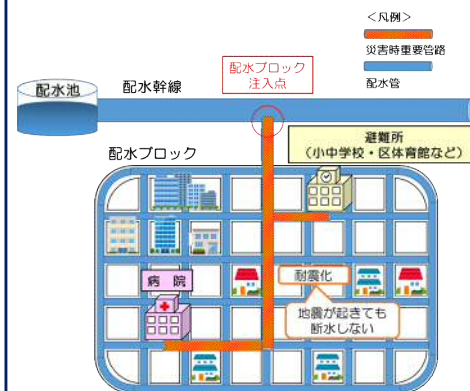 ＜凡例＞
災害時重要管路
配水管
配水ブロック
注入点
配水池
配水幹線
避難所
（小中学校・区体育館など）
配水ブロック
病院
耐震化
地震が起きても
断水しない